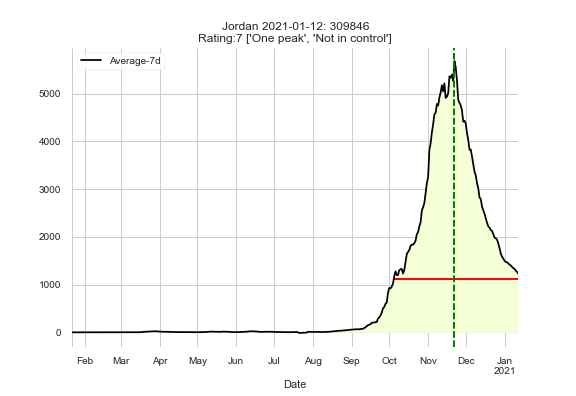 Jordan 2021-01-12: 309846
Rating:7 ['One peak', 'Not in control']
Average-7d
5000
4000
3000
2000
1000
0
Feb Mar Apr May Jun Jul Aug Sep Oct Nov Dec Jan
2021
Date